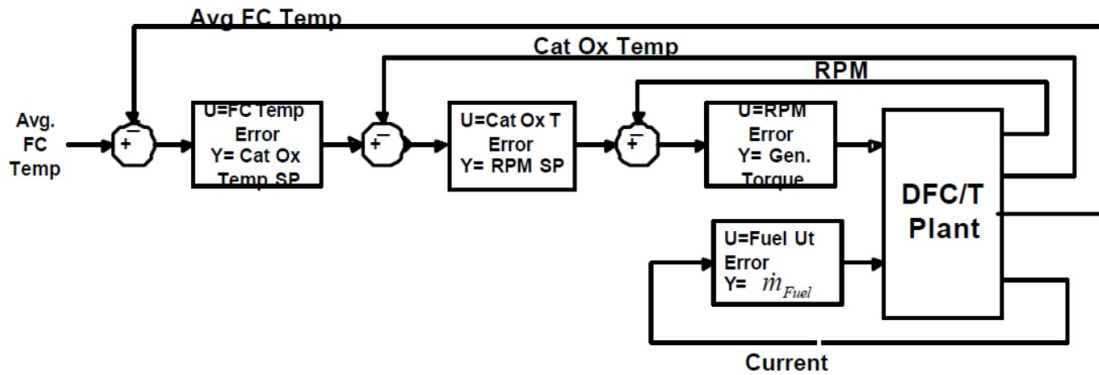 Avg FC Temp
Cat Ox Temp
RPM
Avg.
FC
Temp
+
−
U=FC Temp
Error
Y= Cat Ox
Temp SP
+
−
U=Cat Ox T
Error
Y= RPM SP
+
−
U=RPM
Error
Y= Gen.
Torque
DFC/T
Plant
U=Fuel Ut
Error
Y= ṁ_Fuel
Current